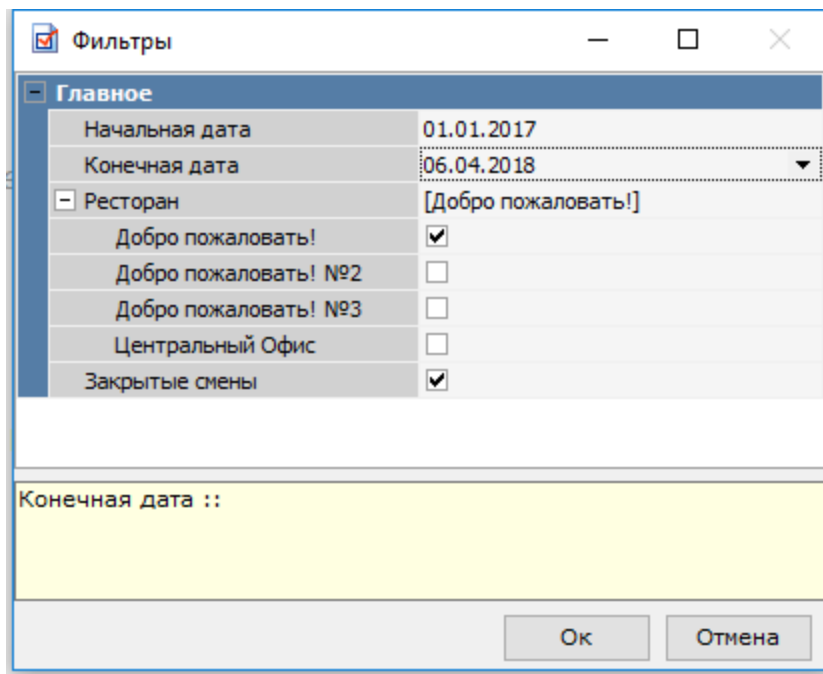 Фильтры
Главное
Начальная дата 01.01.2017
Конечная дата 06.04.2018
Ресторан [Добро пожаловать!]
Добро пожаловать!
Добро пожаловать! №2
Добро пожаловать! №3
Центральный Офис
Закрытые смены
Конечная дата ::
Ок Отмена